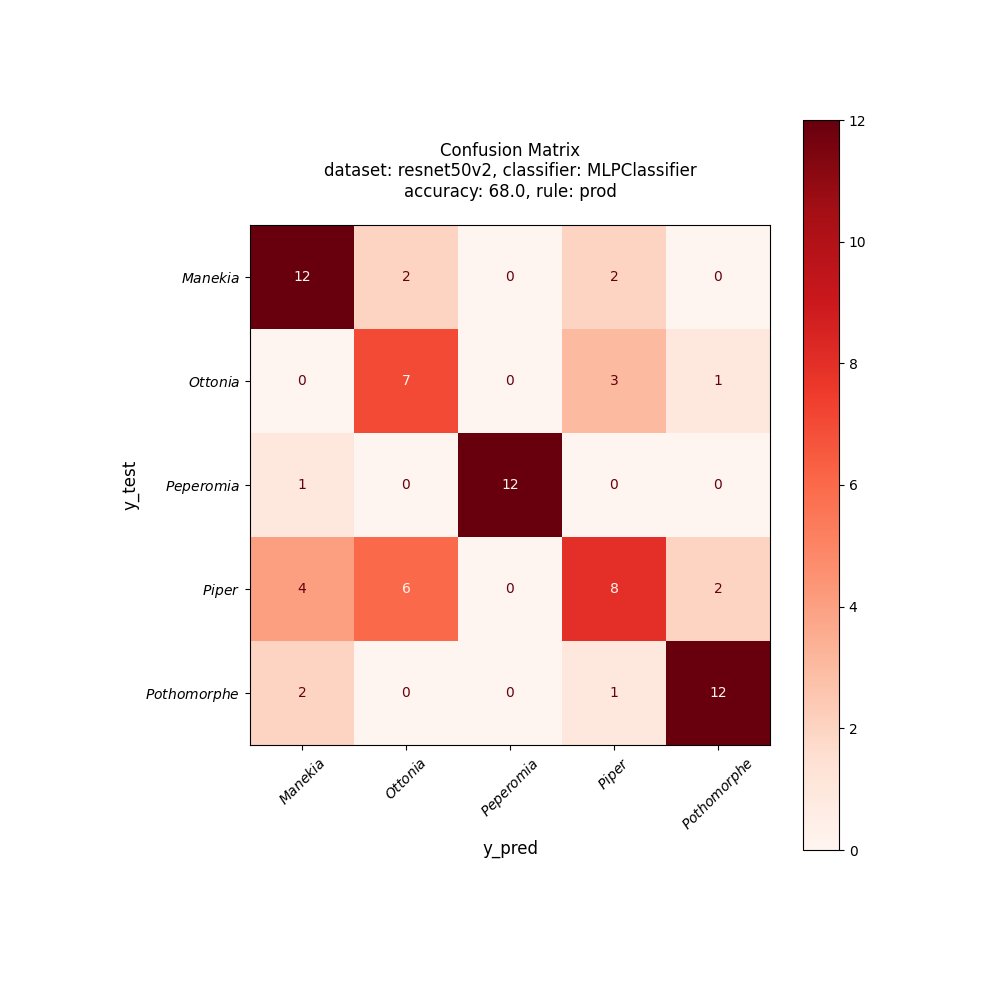 Confusion Matrix
dataset: resnet50v2, classifier: MLPClassifier
accuracy: 68.0, rule: prod
Manekia 12 2 0 2 0
Ottonia 0 7 0 3 1
Peperomia 1 0 12 0 0
Piper 4 6 0 8 2
Pothomorphe 2 0 0 1 12
y_test
Manekia Ottonia Peperomia Piper Pothomorphe
y_pred
12
10
8
6
4
2
0